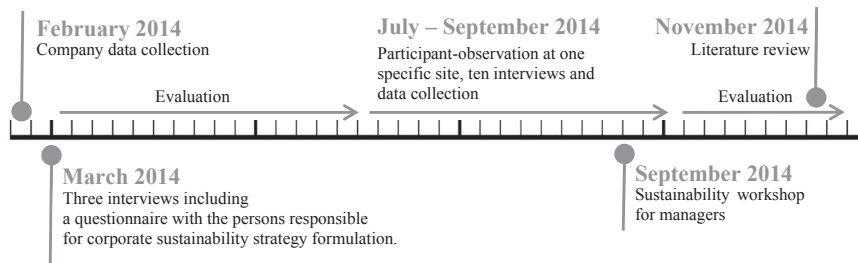 February 2014
Company data collection
July – September 2014
Participant-observation at one
specific site, ten interviews and
data collection
November 2014
Literature review
Evaluation
Evaluation
March 2014
Three interviews including
a questionnaire with the persons responsible
for corporate sustainability strategy formulation.
September 2014
Sustainability workshop
for managers